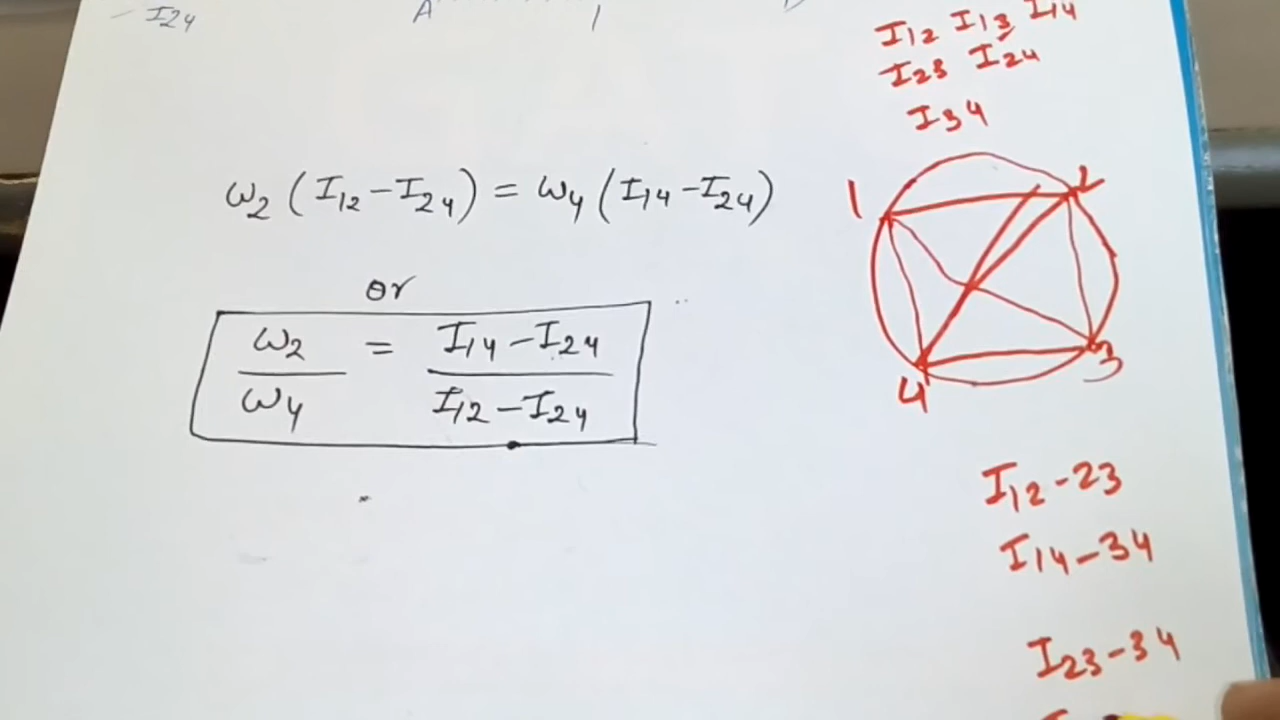 I24
A
I12 I13 I14
I23 I24
I34
ω2 (I12 - I24) = ω4 (I14 - I24)
or
ω2 / ω4 = I14 - I24 / I12 - I24
1 2
4 3
I12 - 23
I14 - 34
I23 - 34